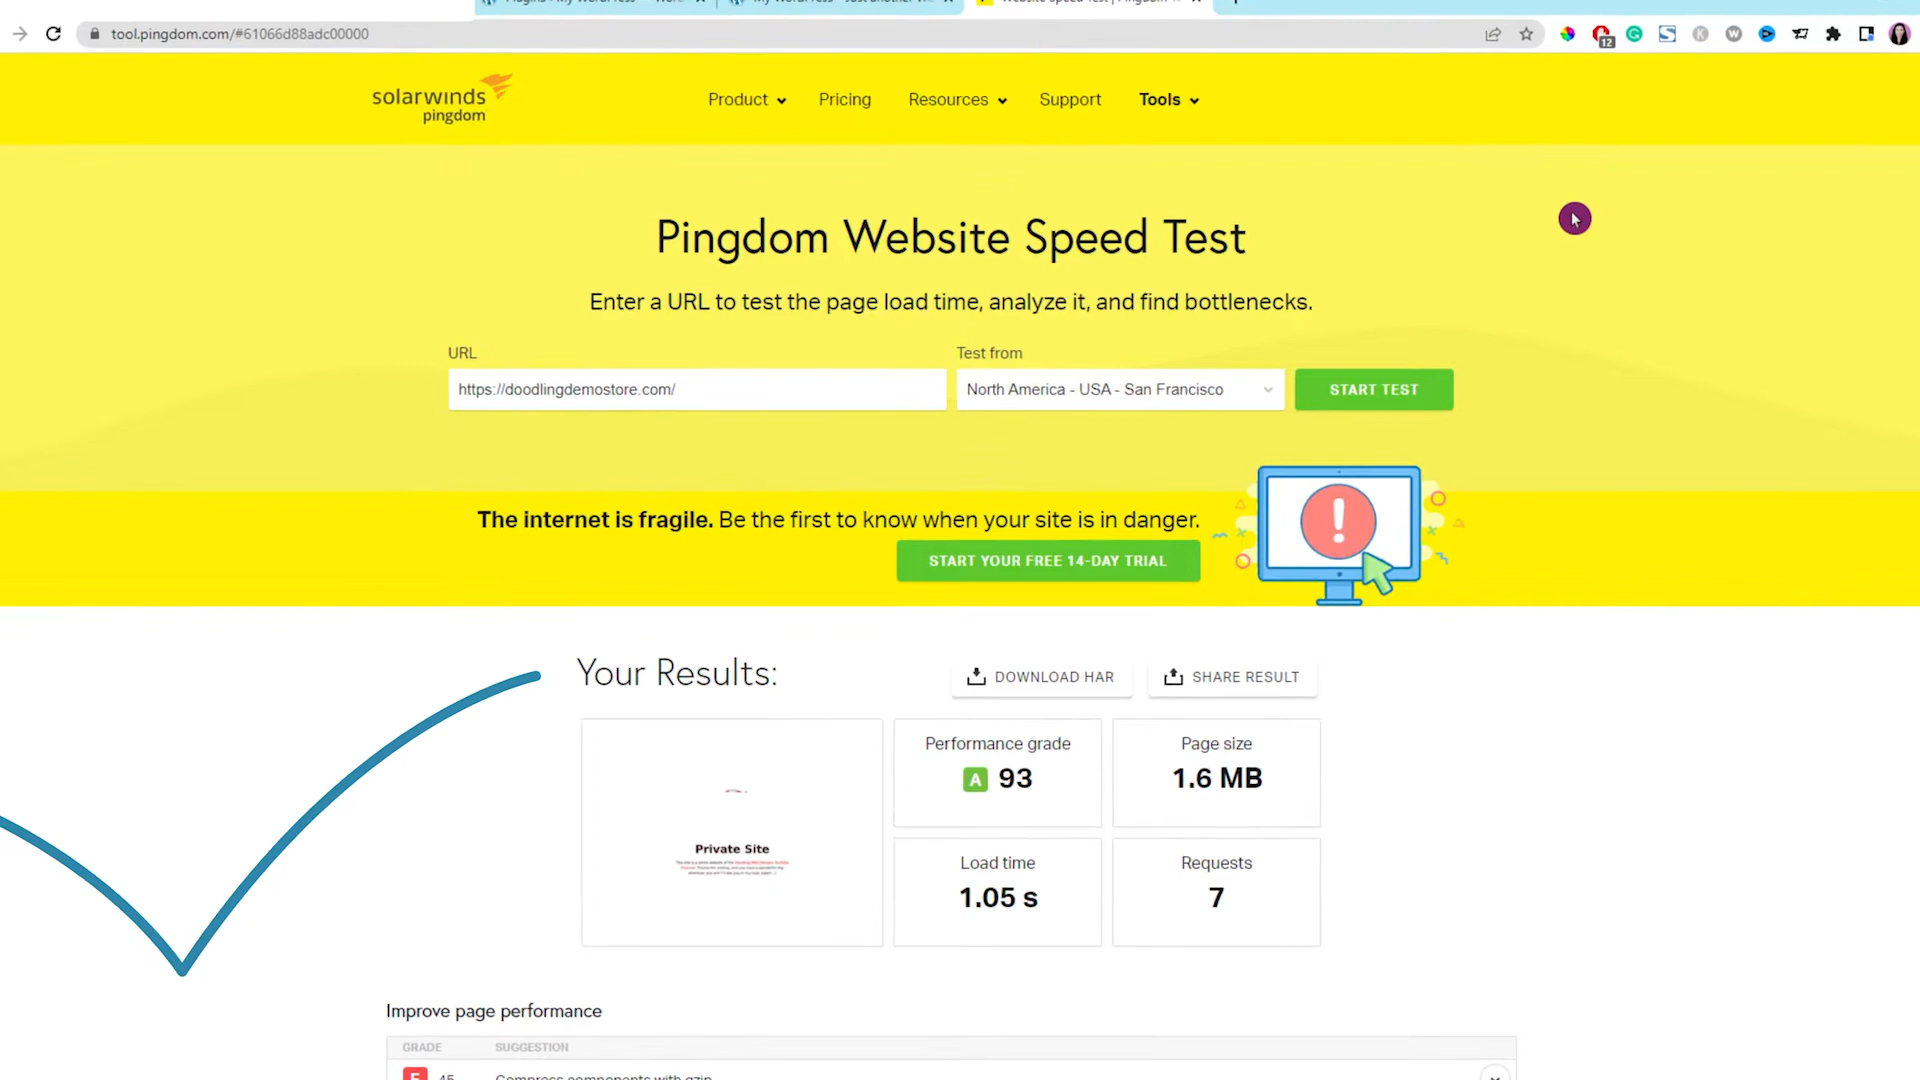 tool.pingdom.com/#61066d88adc00000
12
solarwinds
pingdom
Product
Pricing
Resources
Support
Tools
Pingdom Website Speed Test
Enter a URL to test the page load time, analyze it, and find bottlenecks.
URL
Test from
https://doodlingdemostore.com/
North America - USA - San Francisco
START TEST
The internet is fragile. Be the first to know when your site is in danger.
START YOUR FREE 14-DAY TRIAL
Your Results:
DOWNLOAD HAR
SHARE RESULT
Performance grade
A 93
Page size
1.6 MB
Private Site
Load time
1.05 s
Requests
7
Improve page performance
GRADE
SUGGESTION
Compress components with gzip